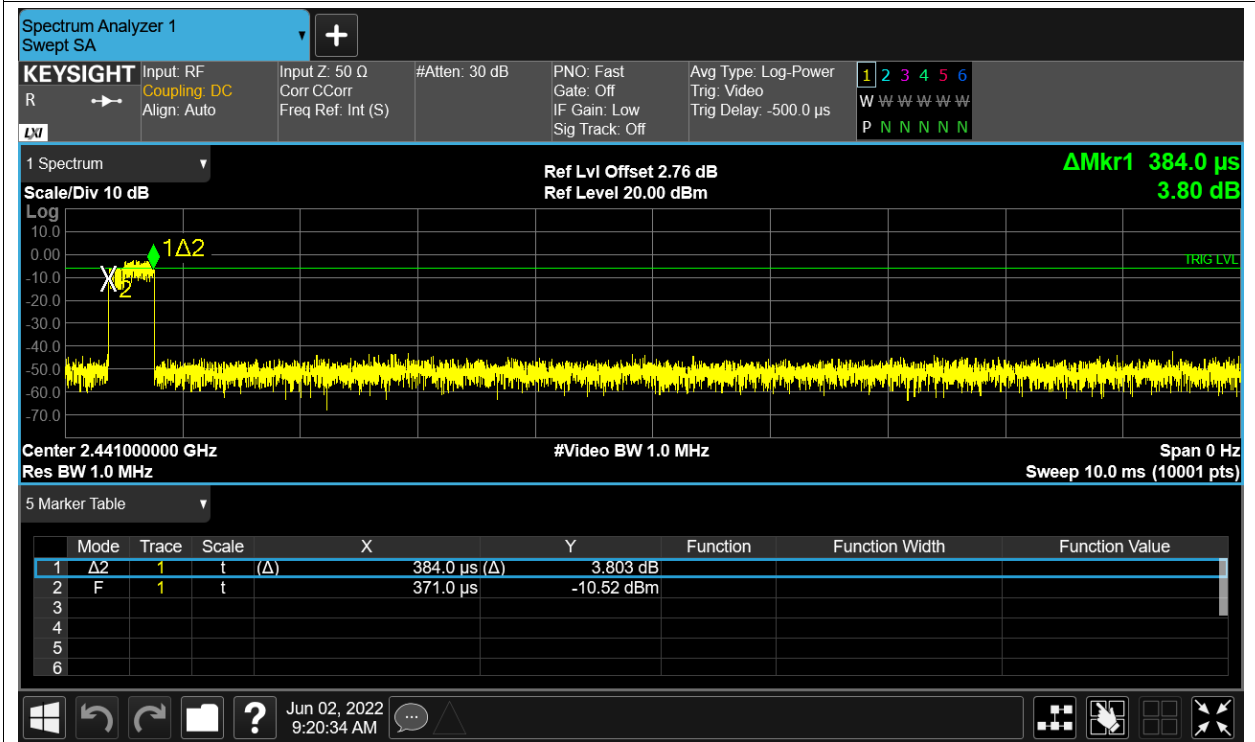 Spectrum Analyzer 1
Swept SA
KEYSIGHT
R
LXI
Input: RF
Coupling: DC
Align: Auto
Input Z: 50 Ω
Corr CCorr
Freq Ref: Int (S)
#Atten: 30 dB
PNO: Fast
Gate: Off
IF Gain: Low
Sig Track: Off
Avg Type: Log-Power
Trig: Video
Trig Delay: -500.0 µs
1 2 3 4 5 6
W W W W W W
P N N N N N
1 Spectrum
Scale/Div 10 dB
Ref Lvl Offset 2.76 dB
Ref Level 20.00 dBm
ΔMkr1 384.0 µs
3.80 dB
Log
10.0
0.00
-10.0
-20.0
-30.0
-40.0
-50.0
-60.0
-70.0
1Δ2
X2
TRIG LVL
Center 2.441000000 GHz
Res BW 1.0 MHz
#Video BW 1.0 MHz
Span 0 Hz
Sweep 10.0 ms (10001 pts)
5 Marker Table
Mode Trace Scale X Y Function Function Width Function Value
1 Δ2 1 t (Δ) 384.0 µs (Δ) 3.803 dB
2 F 1 t 371.0 µs -10.52 dBm
3
4
5
6
?
Jun 02, 2022
9:20:34 AM